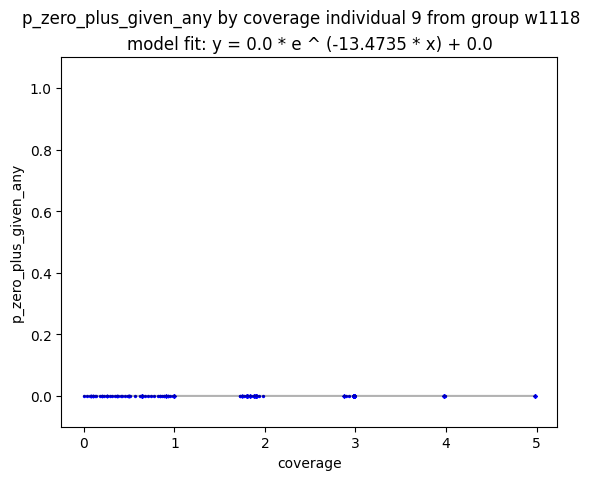 p_zero_plus_given_any by coverage individual 9 from group w1118
model fit: y = 0.0 * e ^ (-13.4735 * x) + 0.0
1.0
0.8
0.6
0.4
0.2
0.0
p_zero_plus_given_any
0 1 2 3 4 5
coverage